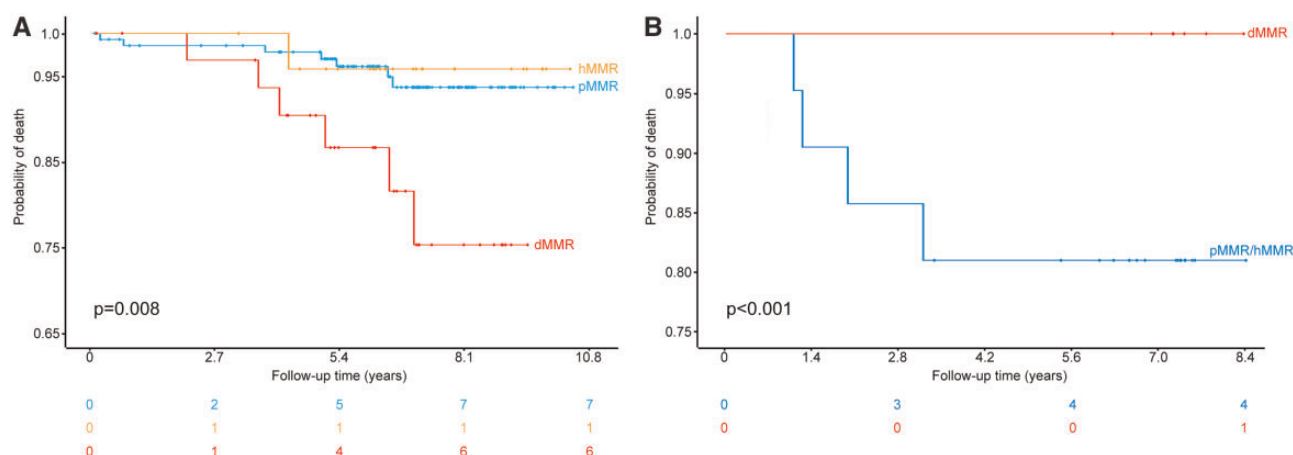 A
B
1.0
0.95
0.85
0.75
0.65
Probability of death
hMMR
pMMR
dMMR
p=0.008
0 2.7 5.4 8.1 10.8
Follow-up time (years)
0 2 5 7 7
0 1 1 1 1
0 1 4 6 6
1.0
0.95
0.90
0.85
0.80
0.75
Probability of death
dMMR
pMMR/hMMR
p<0.001
0 1.4 2.8 4.2 5.6 7.0 8.4
Follow-up time (years)
0 3 4 4
0 0 0 1